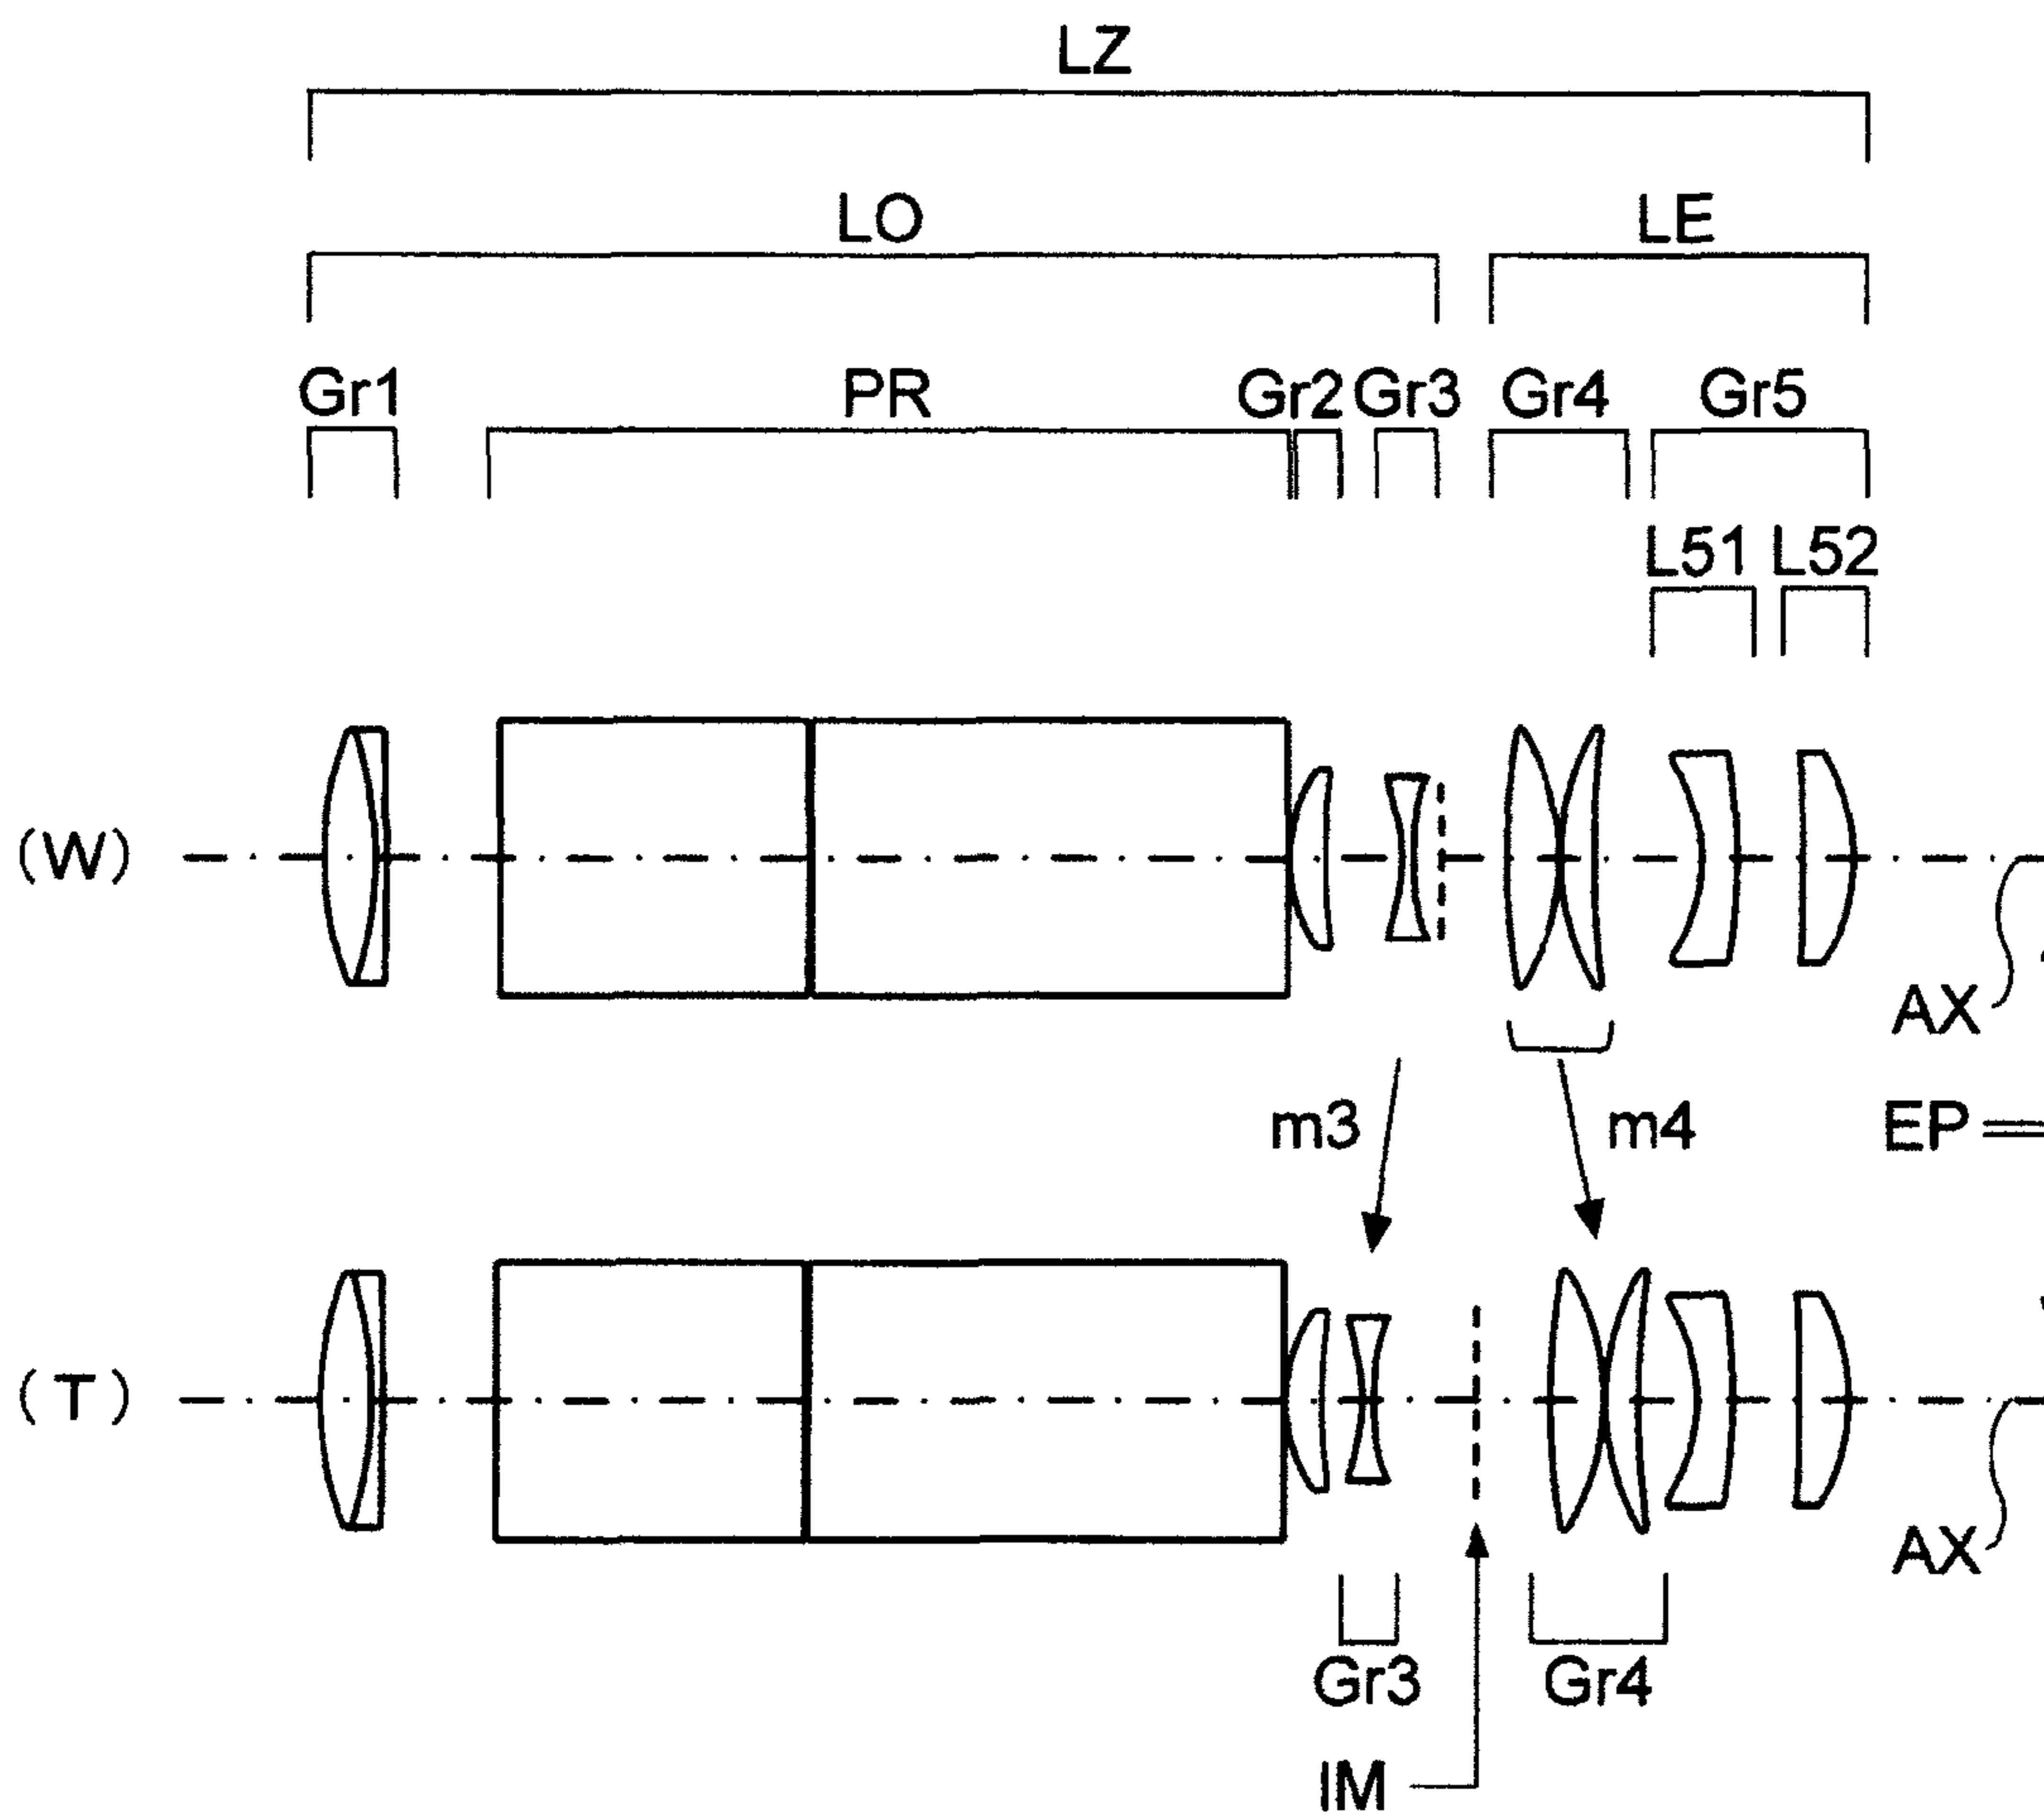 LZ
LO LE
Gr1 PR Gr2 Gr3 Gr4 Gr5
L51 L52
(W)
AX
m3 m4
EP
(T)
AX
Gr3 Gr4
IM